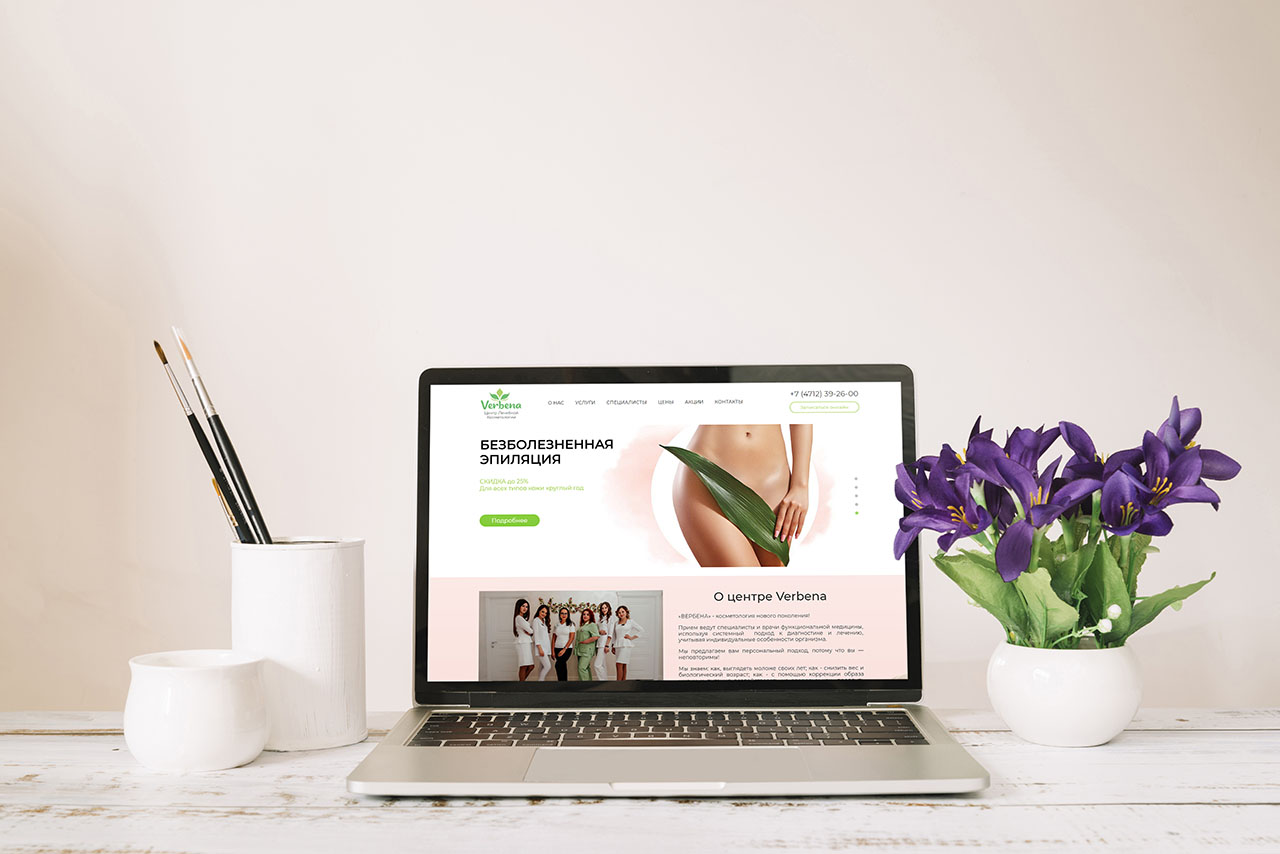 Verbena
Центр Лечебной
Косметологии
О НАС УСЛУГИ СПЕЦИАЛИСТЫ ЦЕНЫ АКЦИИ КОНТАКТЫ
+7 (4712) 39-26-00
Записаться онлайн
БЕЗБОЛЕЗНЕННАЯ
ЭПИЛЯЦИЯ
СКИДКА до 25%
Для всех типов кожи круглый год
Подробнее
О центре Verbena
«ВЕРБЕНА» - косметология нового поколения!
Прием ведут специалисты и врачи функциональной медицины,
используя системный подход к диагностике и лечению,
учитывая индивидуальные особенности организма.
Мы предлагаем вам персональный подход, потому что вы —
неповторимы!
Мы знаем: как, выглядеть моложе своих лет; как - снизить вес и
биологический возраст; как - с помощью коррекции образа